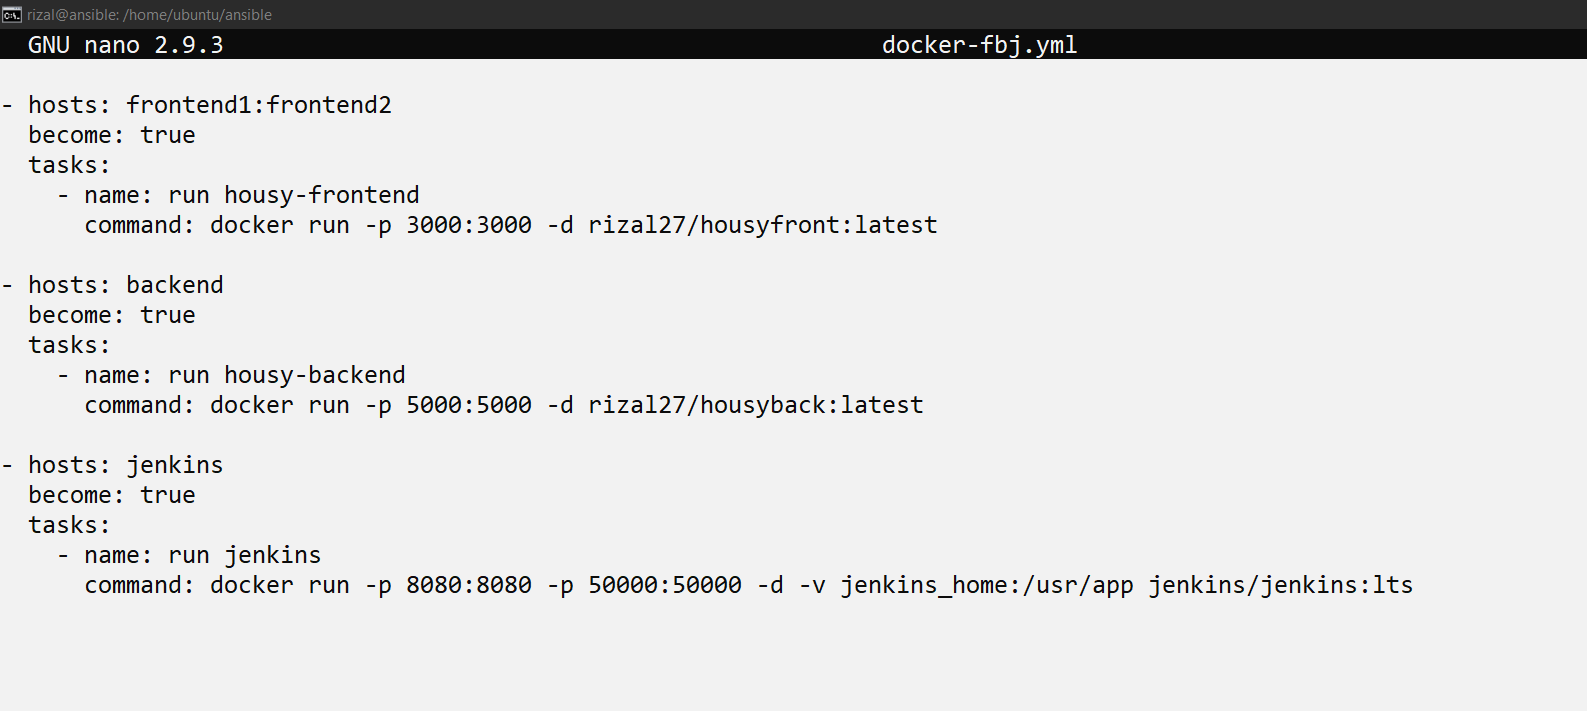 rizal@ansible: /home/ubuntu/ansible
GNU nano 2.9.3 docker-fbj.yml
- hosts: frontend1:frontend2
  become: true
  tasks:
    - name: run housy-frontend
      command: docker run -p 3000:3000 -d rizal27/housyfront:latest
- hosts: backend
  become: true
  tasks:
    - name: run housy-backend
      command: docker run -p 5000:5000 -d rizal27/housyback:latest
- hosts: jenkins
  become: true
  tasks:
    - name: run jenkins
      command: docker run -p 8080:8080 -p 50000:50000 -d -v jenkins_home:/usr/app jenkins/jenkins:lts